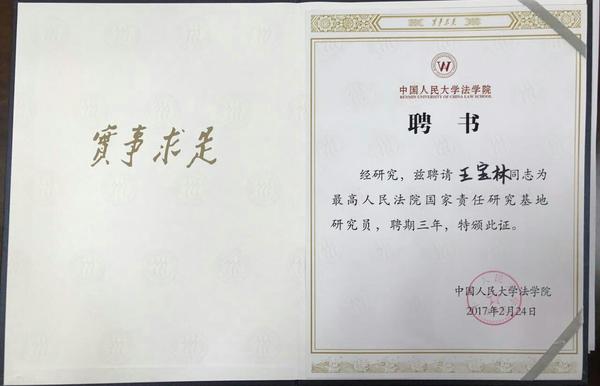 實事求是
實事求是
中国人民大学法学院
RENMIN UNIVERSITY OF CHINA LAW SCHOOL
聘 书
经研究，兹聘请 王宝林同志为
最高人民法院国家责任研究基地
研究员，聘期三年，特颁此证。
中国人民大学法学院
2017年2月24日